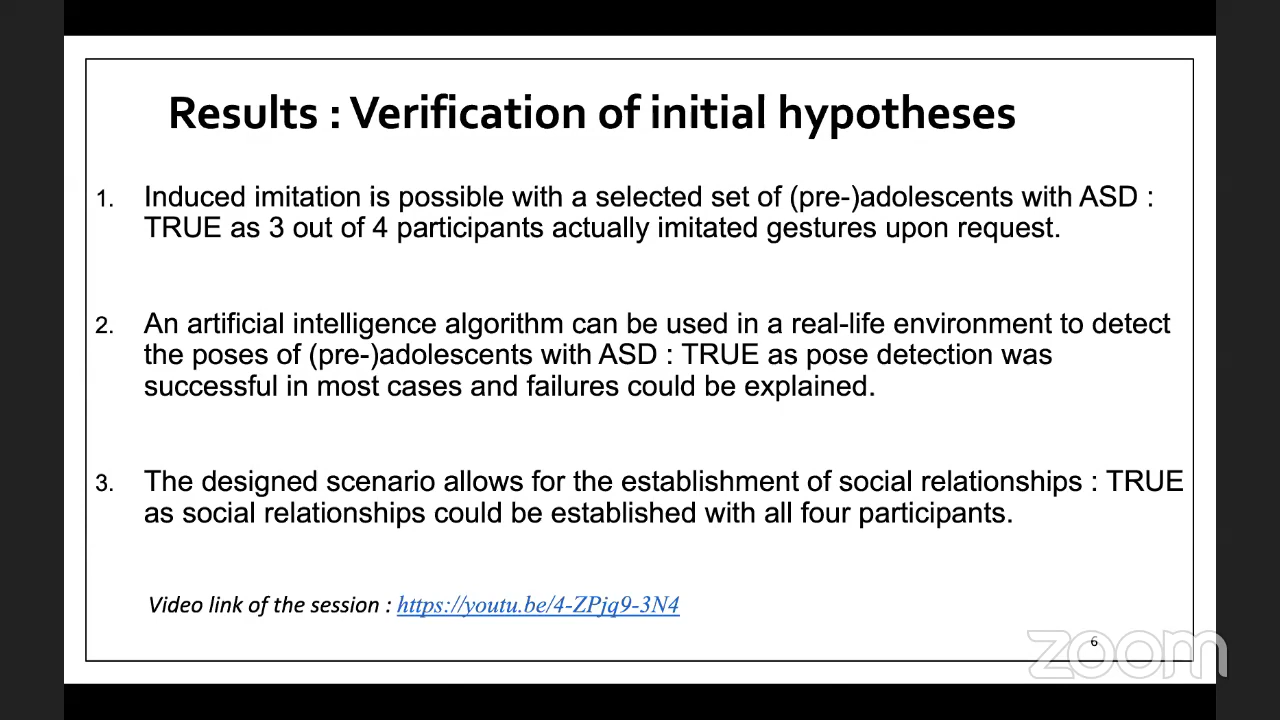 Results : Verification of initial hypotheses
1. Induced imitation is possible with a selected set of (pre-)adolescents with ASD :
TRUE as 3 out of 4 participants actually imitated gestures upon request.
2. An artificial intelligence algorithm can be used in a real-life environment to detect
the poses of (pre-)adolescents with ASD : TRUE as pose detection was
successful in most cases and failures could be explained.
3. The designed scenario allows for the establishment of social relationships : TRUE
as social relationships could be established with all four participants.
Video link of the session : https://youtu.be/4-ZPjq9-3N4
6
zoom